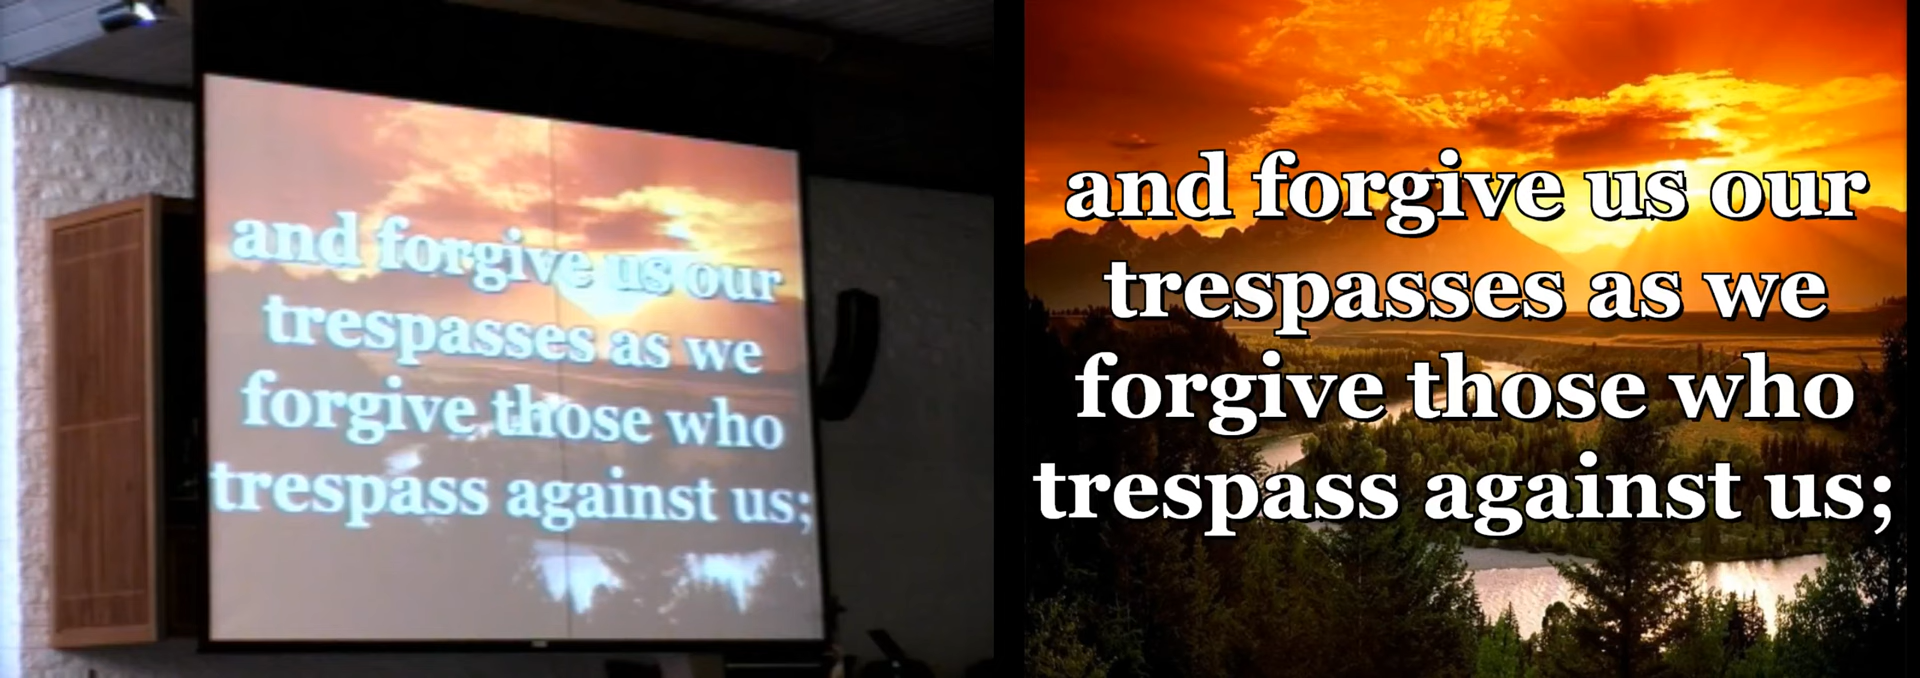 and forgive us our
trespasses as we
forgive those who
trespass against us;
and forgive us our
trespasses as we
forgive those who
trespass against us;